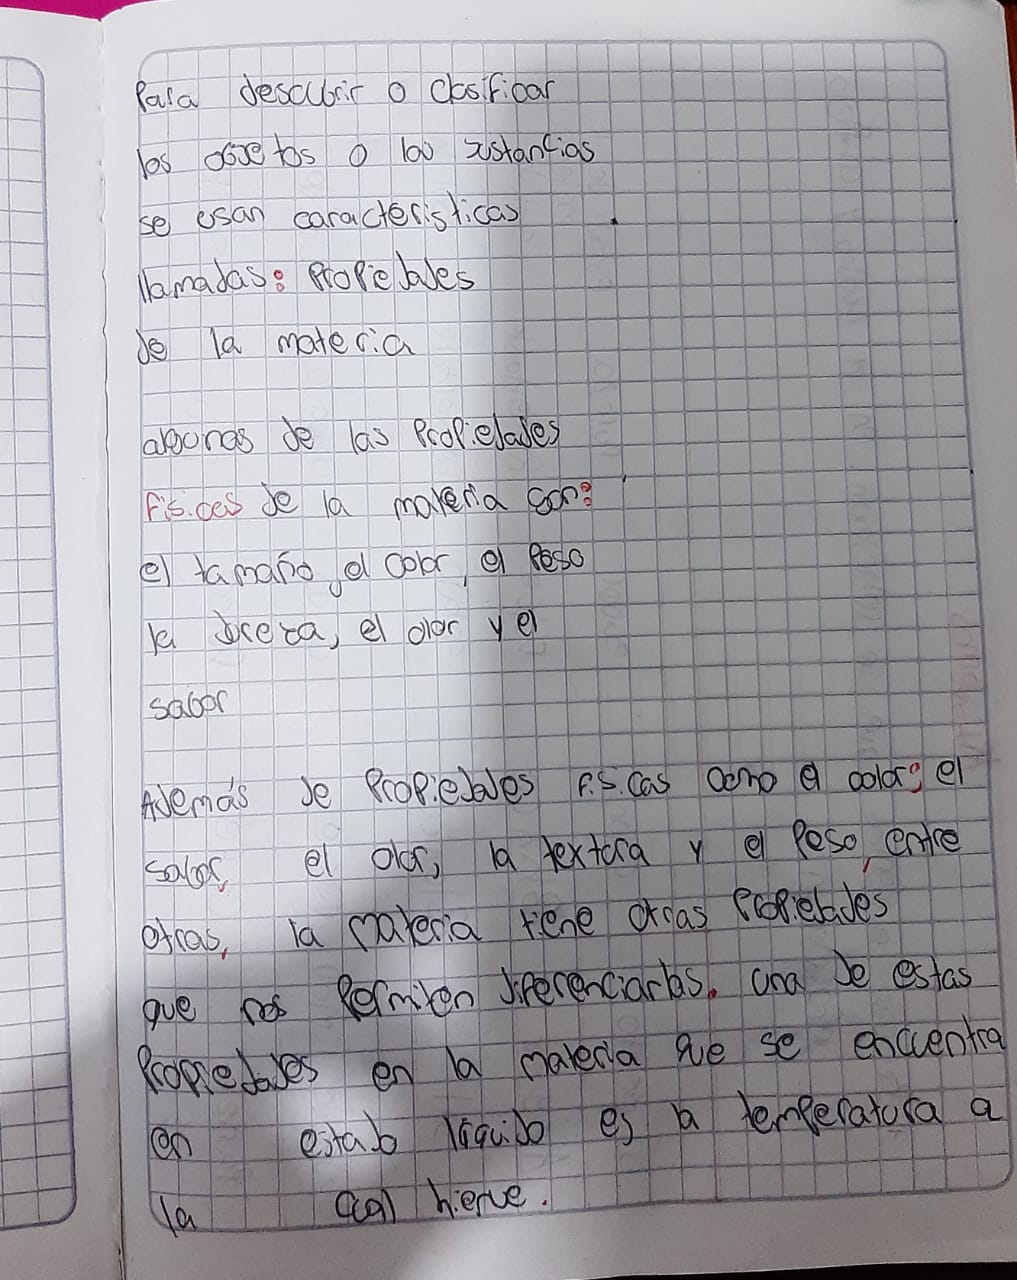 Para descubrir o clasificar
los objetos o las sustancias
se usan características
llamadas: Propiedades
de la materia
algunas de las Propiedades
físicas de la materia son:
el tamaño, el color, el Peso
la dureza, el olor y el
sabor
Además de Propiedades físicas como el color, el
sabor, el olor, la textura y el Peso, entre
otras, la materia tiene otras Propiedades
que nos Permiten diferenciarlas. una de estas
Propiedades en la materia que se encuentra
en estado líquido es la temperatura a
la cual hierve.